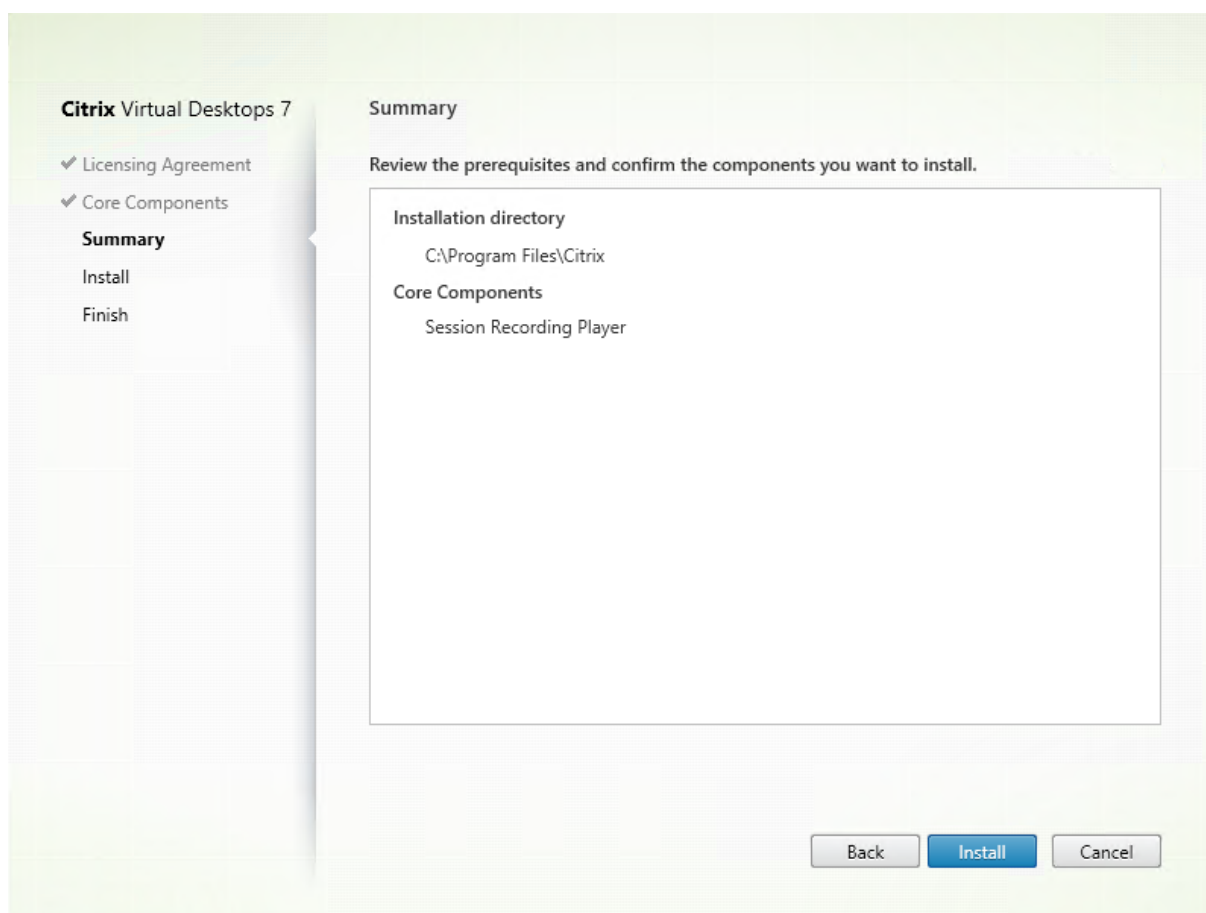 Citrix Virtual Desktops 7
Licensing Agreement
Core Components
Summary
Install
Finish
Summary
Review the prerequisites and confirm the components you want to install.
Installation directory
C:\Program Files\Citrix
Core Components
Session Recording Player
Back
Install
Cancel